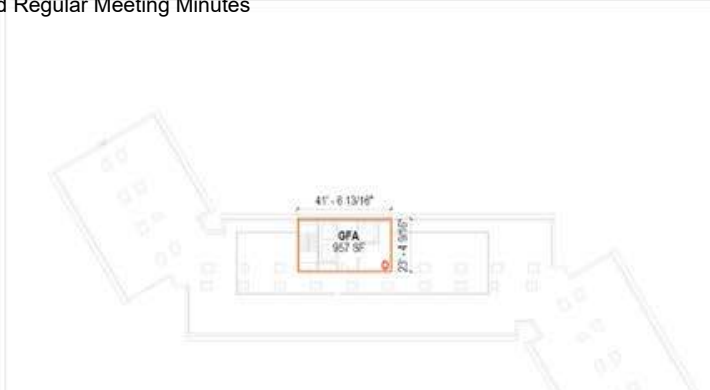 d Regular Meeting Minutes
41' - 6 13/16"
GFA
957 SF
23' - 4 9/16"